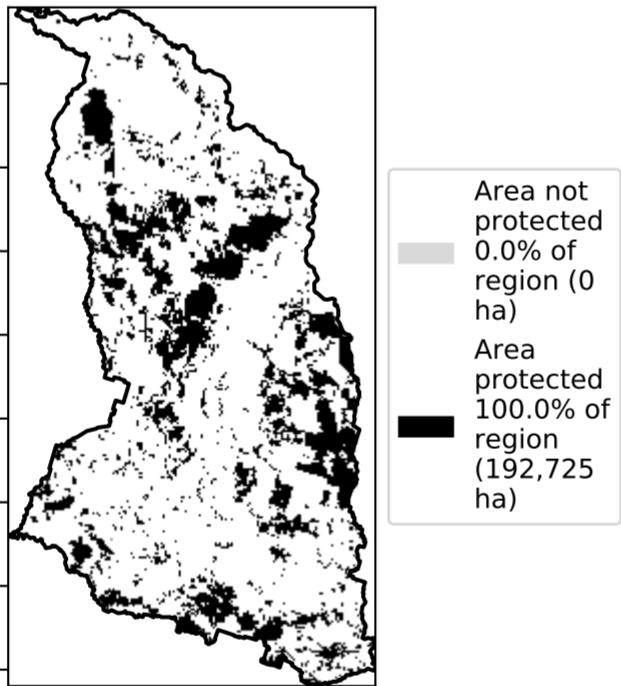 Area not
protected
0.0% of
region (0
ha)
Area
protected
100.0% of
region
(192,725
ha)